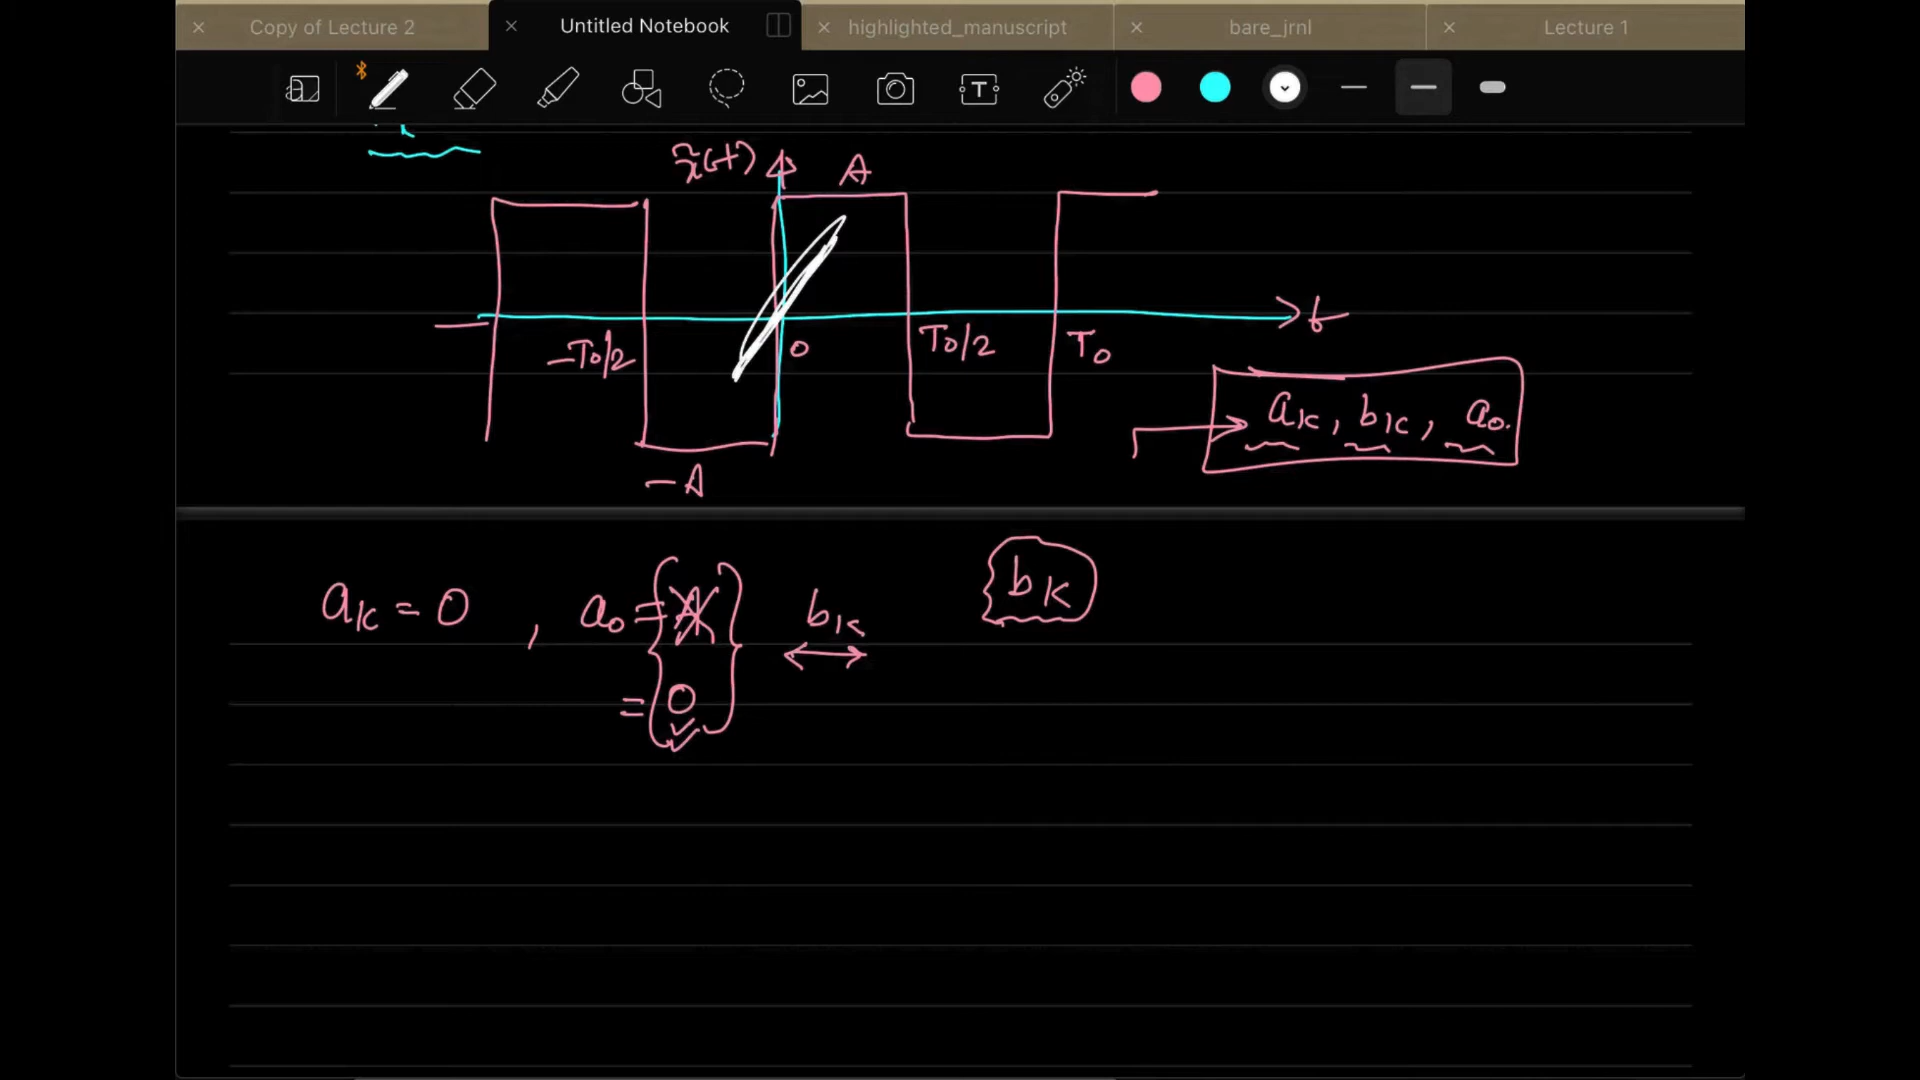 Copy of Lecture 2 Untitled Notebook highlighted_manuscript bare_jrnl Lecture 1
x̃(t) A
-T0/2 0 T0/2 T0 t
ak, bk, a0.
-A
ak = 0 , a0 = A bk bk
= 0